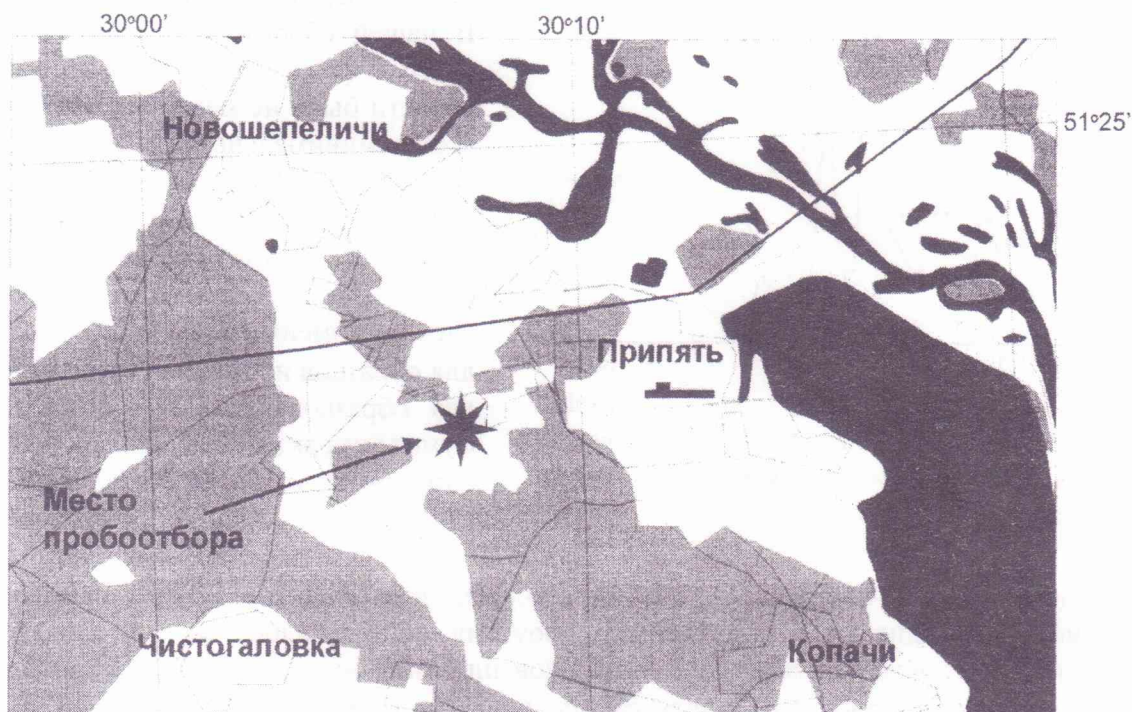 30°00' 30°10'
Новошепеличи
51°25'
Припять
Место
пробоотбора
Чистогаловка
Копачи